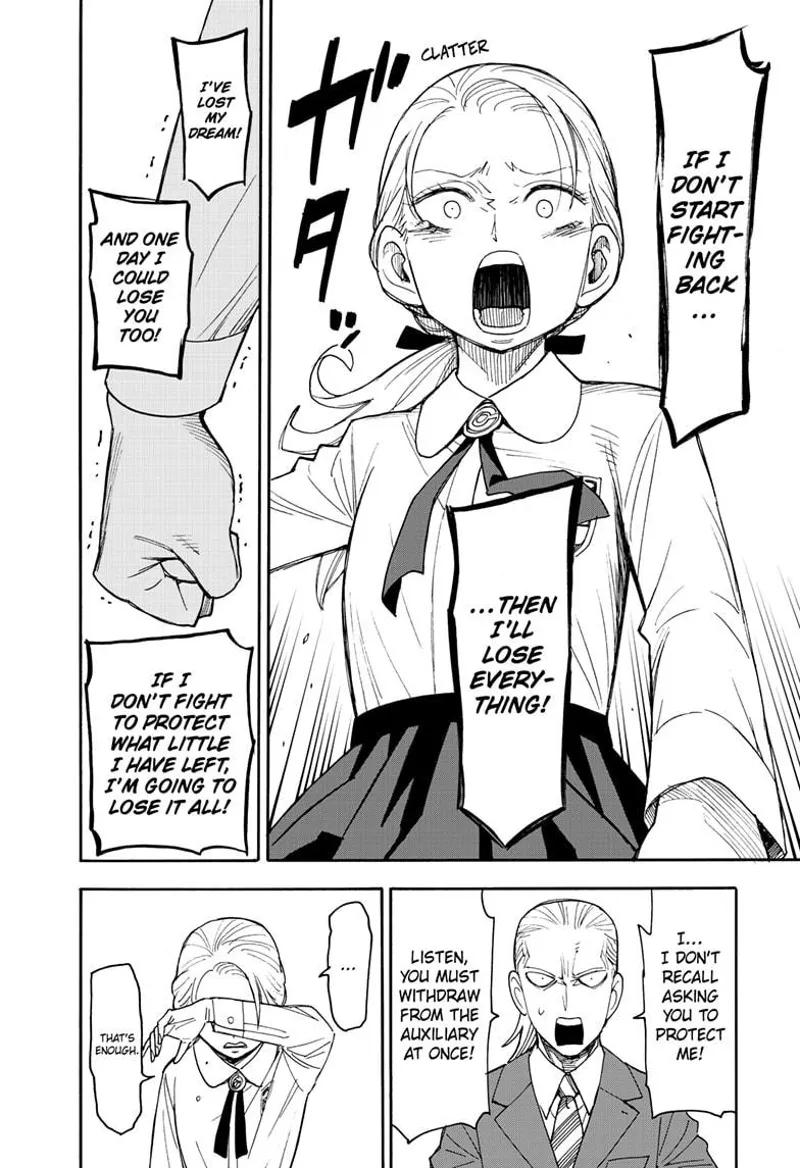 IF I
DON'T
START
FIGHT-
ING
BACK
...
CLATTER
ガタッ
...THEN
I'LL
LOSE
EVERY-
THING!
I'VE
LOST
MY
DREAM!
AND ONE
DAY I
COULD
LOSE
YOU
TOO!
IF I
DON'T FIGHT
TO PROTECT
WHAT LITTLE
I HAVE LEFT,
I'M GOING TO
LOSE IT ALL!
I...
I DON'T
RECALL
ASKING
YOU TO
PROTECT
ME!
LISTEN,
YOU MUST
WITHDRAW
FROM THE
AUXILIARY
AT ONCE!
...
THAT'S
ENOUGH.